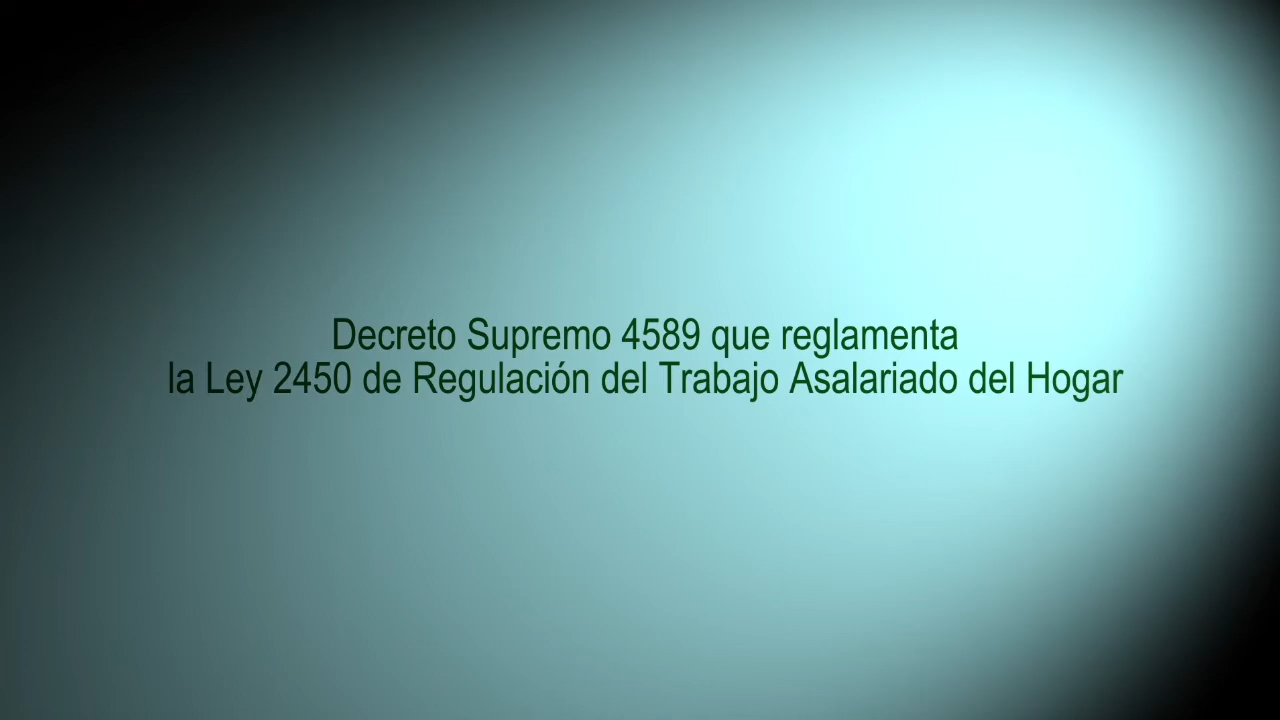 Decreto Supremo 4589 que reglamenta
la Ley 2450 de Regulación del Trabajo Asalariado del Hogar